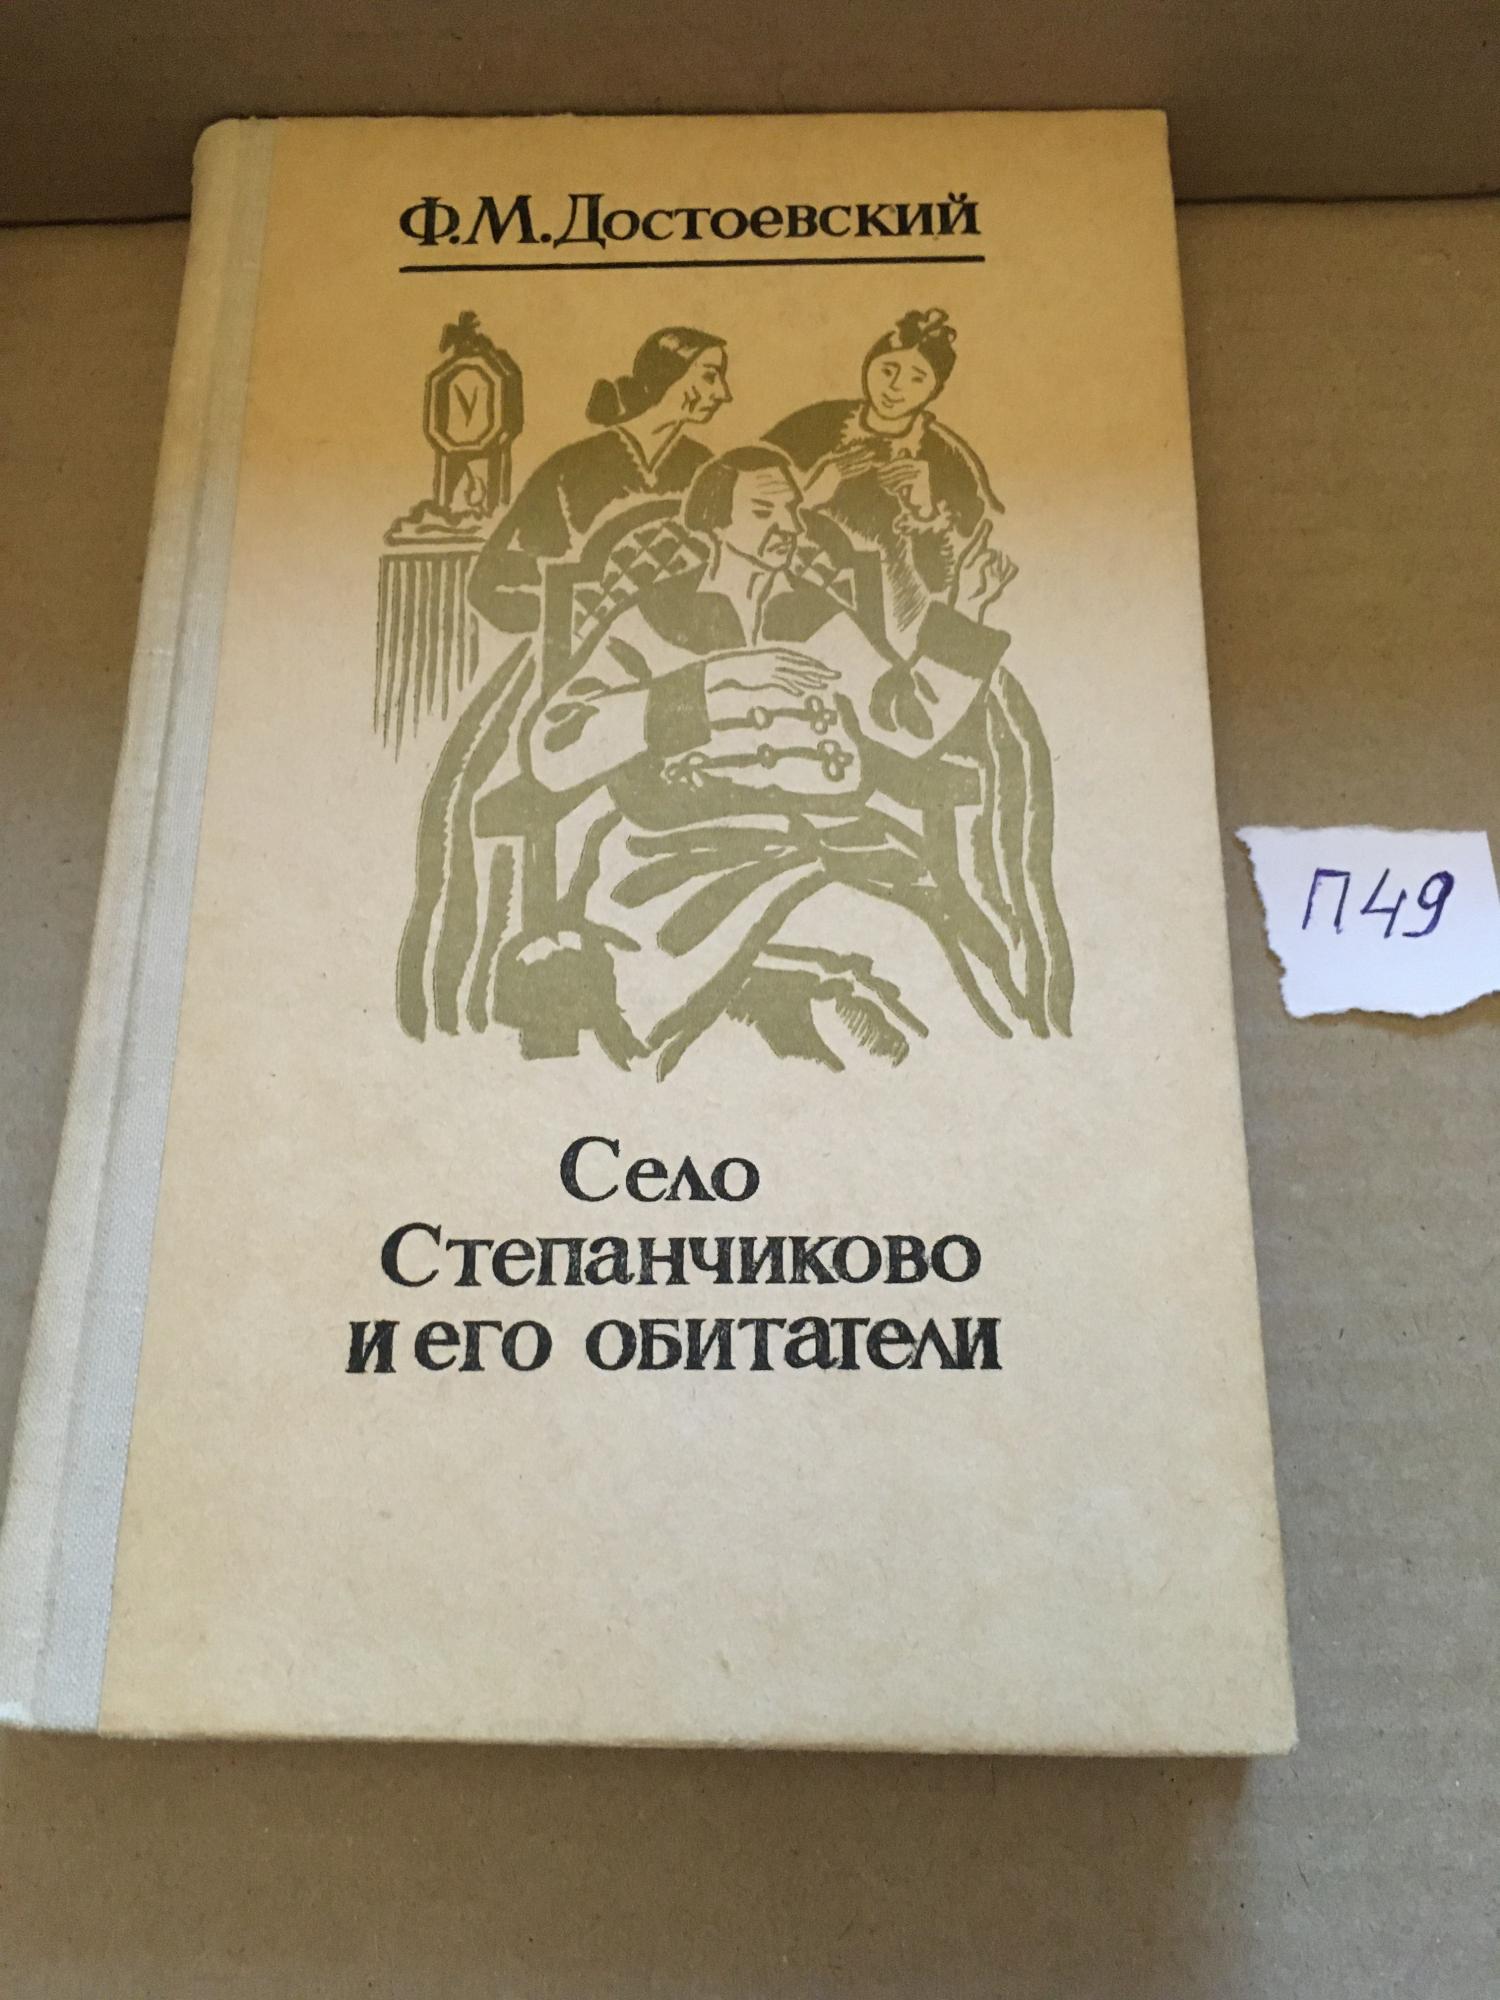 Ф.М.Достоевский
П49
Село
Степанчиково
и его обитатели